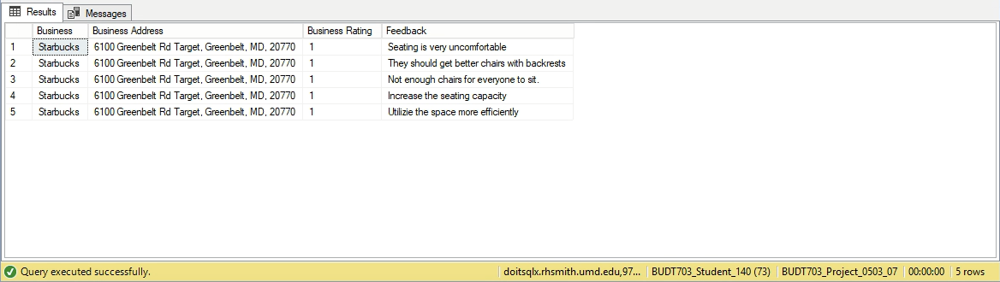 Results Messages
Business Business Address Business Rating Feedback
1 Starbucks 6100 Greenbelt Rd Target, Greenbelt, MD, 20770 1 Seating is very uncomfortable
2 Starbucks 6100 Greenbelt Rd Target, Greenbelt, MD, 20770 1 They should get better chairs with backrests
3 Starbucks 6100 Greenbelt Rd Target, Greenbelt, MD, 20770 1 Not enough chairs for everyone to sit.
4 Starbucks 6100 Greenbelt Rd Target, Greenbelt, MD, 20770 1 Increase the seating capacity
5 Starbucks 6100 Greenbelt Rd Target, Greenbelt, MD, 20770 1 Utilizie the space more efficiently
Query executed successfully. doitsqlx.rhsmith.umd.edu,97... BUDT703_Student_140 (73) BUDT703_Project_0503_07 00:00:00 5 rows